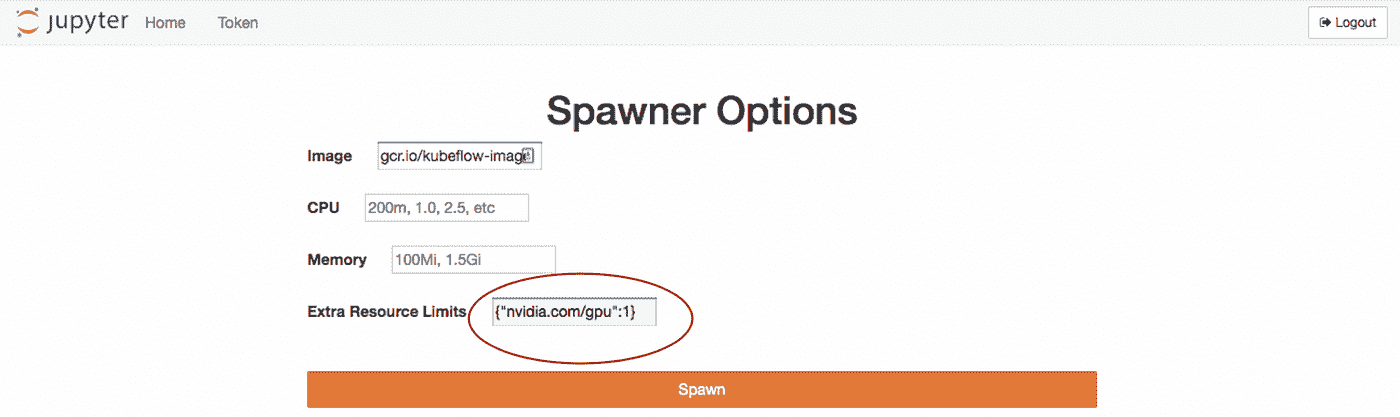 jupyter Home Token Logout
Spawner Options
Image gcr.io/kubeflow-image
CPU 200m, 1.0, 2.5, etc
Memory 100Mi, 1.5Gi
Extra Resource Limits {"nvidia.com/gpu":1}
Spawn